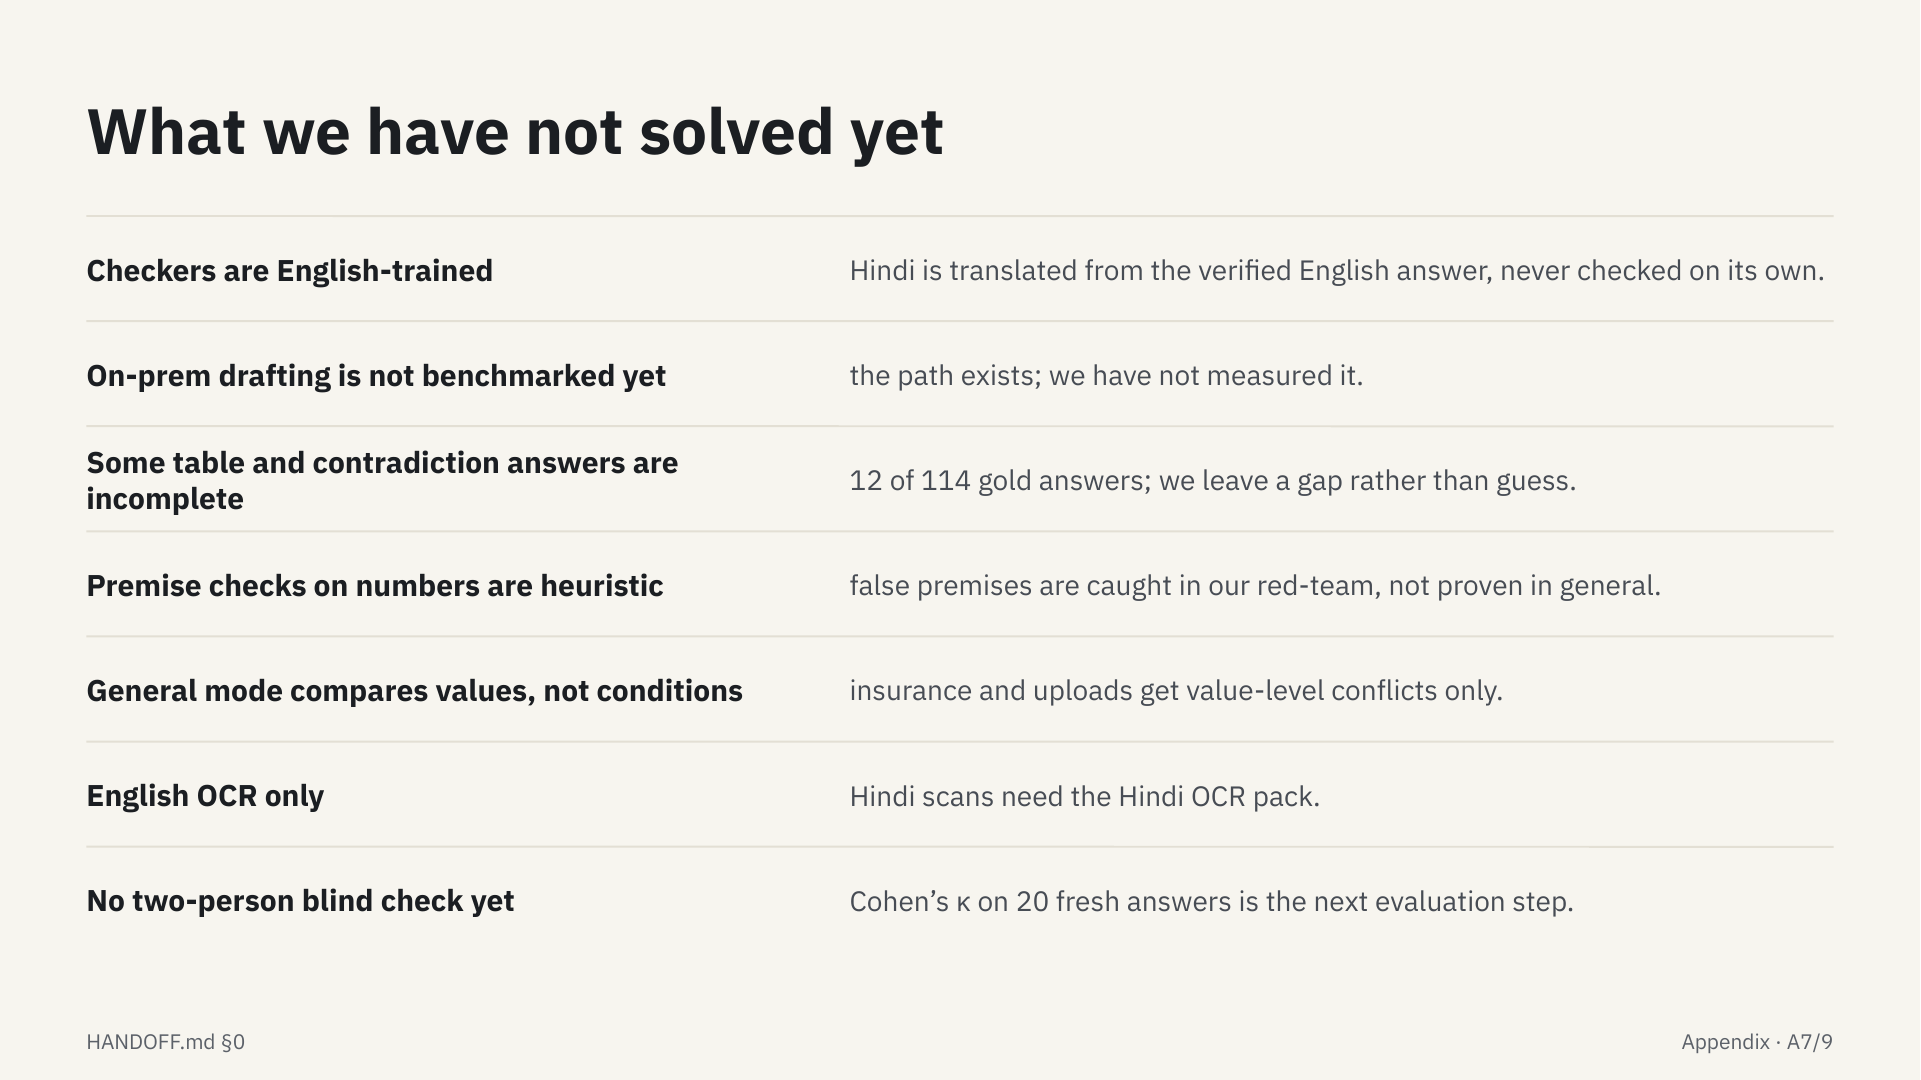 What we have not solved yet
Checkers are English-trained
Hindi is translated from the verified English answer, never checked on its own.
On-prem drafting is not benchmarked yet
the path exists; we have not measured it.
Some table and contradiction answers are
incomplete
12 of 114 gold answers; we leave a gap rather than guess.
Premise checks on numbers are heuristic
false premises are caught in our red-team, not proven in general.
General mode compares values, not conditions
insurance and uploads get value-level conflicts only.
English OCR only
Hindi scans need the Hindi OCR pack.
No two-person blind check yet
Cohen’s κ on 20 fresh answers is the next evaluation step.
HANDOFF.md §0
Appendix · A7/9